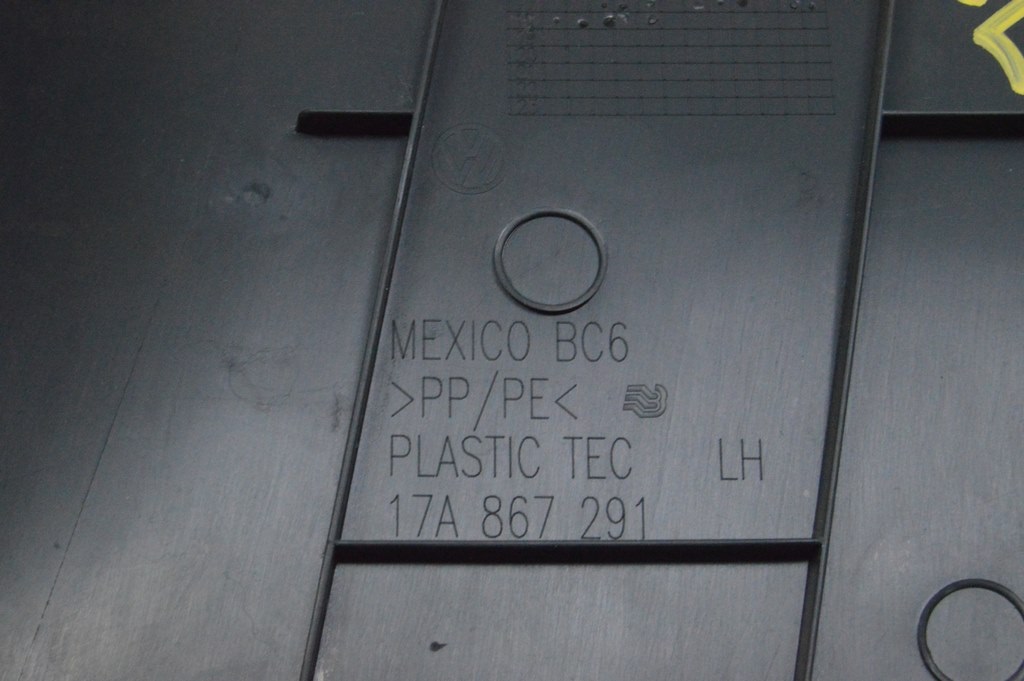 MEXICO BC6
>PP/PE<
PLASTIC TEC LH
17A 867 291